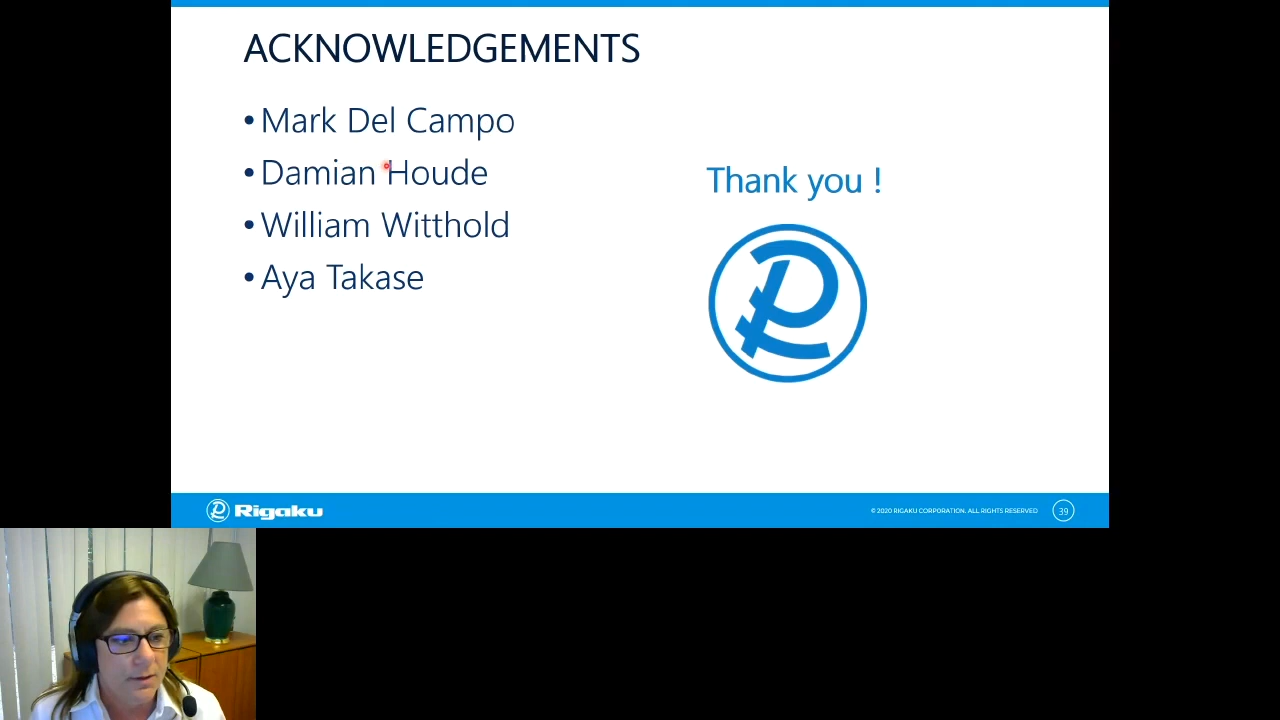 ACKNOWLEDGEMENTS
• Mark Del Campo
• Damian Houde
• William Witthold
• Aya Takase
Thank you !
Rigaku
© 2020 RIGAKU CORPORATION. ALL RIGHTS RESERVED
39